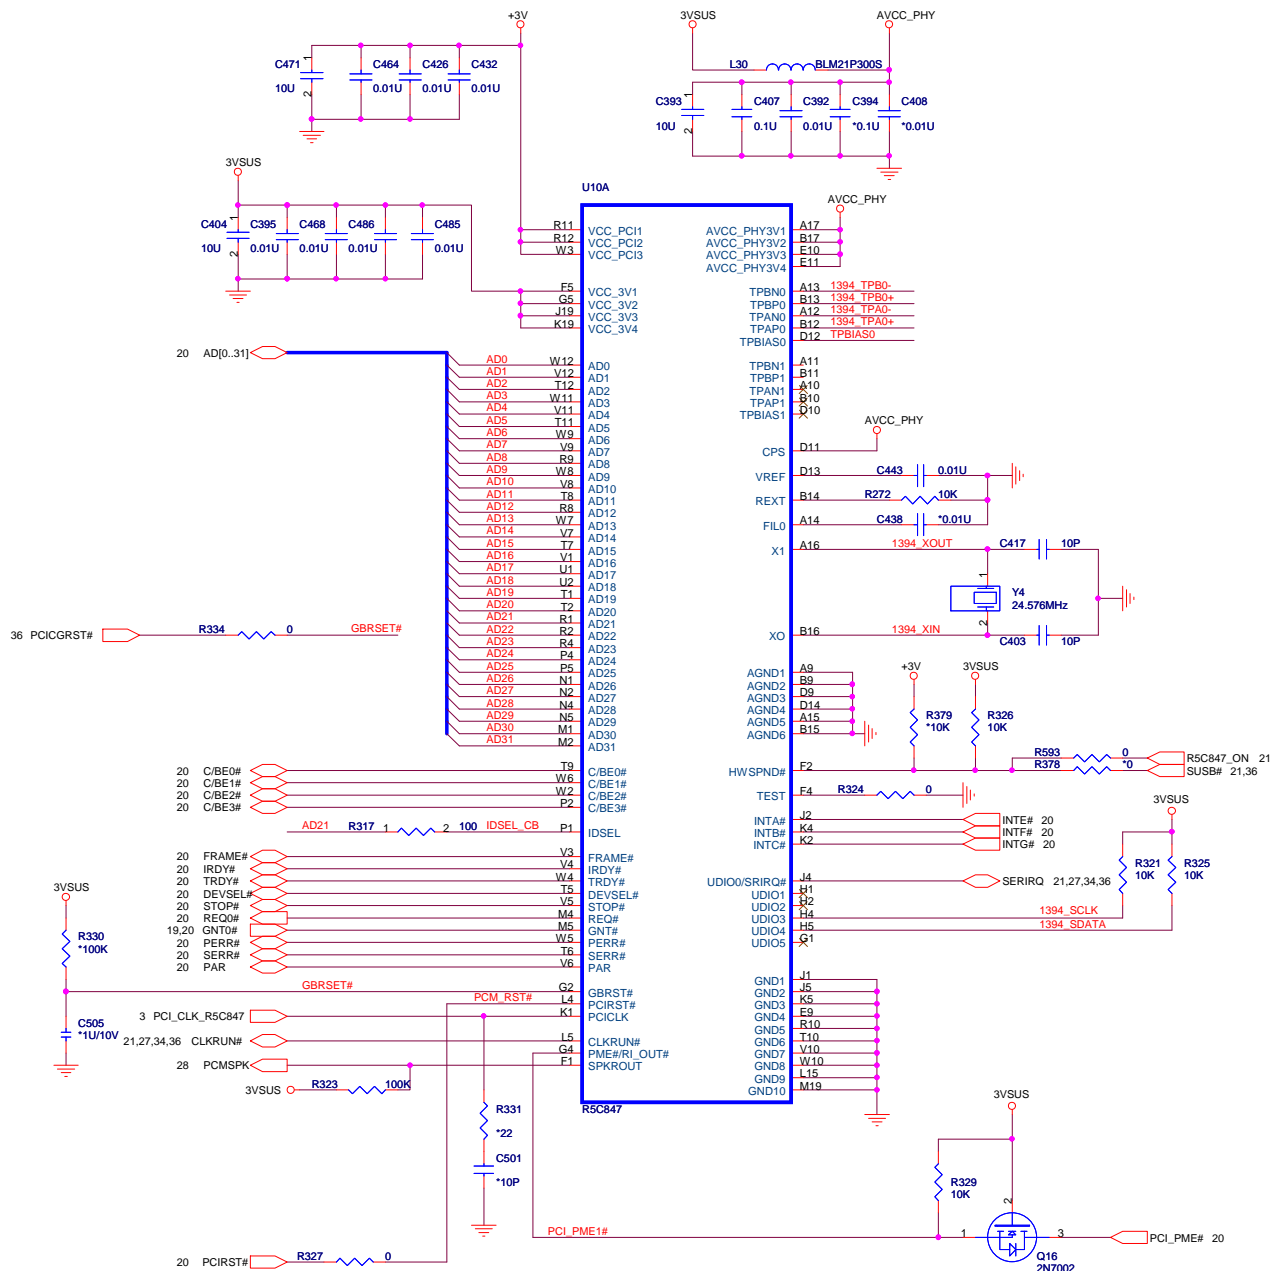 +3V
3VSUS
AVCC_PHY
C471
10U
1
2
C464
0.01U
C426
0.01U
C432
0.01U
L30
BLM21P300S
C393
10U
1
2
C407
0.1U
C392
0.01U
C394
*0.1U
C408
*0.01U
3VSUS
C404
10U
1
2
C395
0.01U
C468
0.01U
C486
0.01U
C485
0.01U
U10A
AVCC_PHY
R11 VCC_PCI1
R12 VCC_PCI2
W3 VCC_PCI3
F5 VCC_3V1
G5 VCC_3V2
J19 VCC_3V3
K19 VCC_3V4
20 AD[0..31]
AD0 W12 AD0
AD1 V12 AD1
AD2 T12 AD2
AD3 W11 AD3
AD4 V11 AD4
AD5 T11 AD5
AD6 W9 AD6
AD7 V9 AD7
AD8 R9 AD8
AD9 W8 AD9
AD10 V8 AD10
AD11 T8 AD11
AD12 R8 AD12
AD13 W7 AD13
AD14 V7 AD14
AD15 T7 AD15
AD16 V1 AD16
AD17 U1 AD17
AD18 U2 AD18
AD19 T1 AD19
AD20 T2 AD20
AD21 R1 AD21
AD22 R2 AD22
AD23 R4 AD23
AD24 P4 AD24
AD25 P5 AD25
AD26 N1 AD26
AD27 N2 AD27
AD28 N4 AD28
AD29 N5 AD29
AD30 M1 AD30
AD31 M2 AD31
36 PCICGRST# R334 0 GBRSET#
20 C/BE0# T9 C/BE0#
20 C/BE1# W6 C/BE1#
20 C/BE2# W2 C/BE2#
20 C/BE3# P2 C/BE3#
AD21 R317 1 2 100 IDSEL_CB P1 IDSEL
20 FRAME# V3 FRAME#
20 IRDY# V4 IRDY#
20 TRDY# W4 TRDY#
20 DEVSEL# T5 DEVSEL#
20 STOP# V5 STOP#
20 REQ0# M4 REQ#
19,20 GNT0# M5 GNT#
20 PERR# W5 PERR#
20 SERR# T6 SERR#
20 PAR V6 PAR
3VSUS
R330
*100K
C505
*1U/10V
GBRSET# G2 GBRST#
PCM_RST# L4 PCIRST#
3 PCI_CLK_R5C847 K1 PCICLK
21,27,34,36 CLKRUN# L5 CLKRUN#
G4 PME#/RI_OUT#
28 PCMSPK F1 SPKROUT
3VSUS R323 100K
R331
*22
C501
*10P
R5C847
20 PCIRST# R327 0
PCI_PME1#
AVCC_PHY3V1 A17
AVCC_PHY3V2 B17
AVCC_PHY3V3 E10
AVCC_PHY3V4 E11
TPBN0 A13 1394_TPB0-
TPBP0 B13 1394_TPB0+
TPAN0 A12 1394_TPA0-
TPAP0 B12 1394_TPA0+
TPBIAS0 D12 TPBIAS0
TPBN1 A11
TPBP1 B11
TPAN1 A10
TPAP1 B10
TPBIAS1 D10
AVCC_PHY
CPS D11
VREF D13 C443 0.01U
REXT B14 R272 10K
FIL0 A14 C438 *0.01U
X1 A16 1394_XOUT C417 10P
1
Y4
24.576MHz
2
XO B16 1394_XIN C403 10P
AGND1 A9
AGND2 B9
AGND3 D9
AGND4 D14
AGND5 A15
AGND6 B15
+3V
3VSUS
R379
*10K
R326
10K
R593 0 R5C847_ON 21
R378 *0 SUSB# 21,36
HWSPND# F2
TEST F4 R324 0
INTA# J2 INTE# 20
INTB# K4 INTF# 20
INTC# K2 INTG# 20
3VSUS
R321
10K
R325
10K
UDIO0/SRIRQ# J4 SERIRQ 21,27,34,36
UDIO1 H1
UDIO2 H2
UDIO3 H4 1394_SCLK
UDIO4 H5 1394_SDATA
UDIO5 G1
GND1 J1
GND2 J5
GND3 K5
GND4 E9
GND5 R10
GND6 T10
GND7 V10
GND8 W10
GND9 L15
GND10 M19
3VSUS
R329
10K
2
1
3
PCI_PME# 20
Q16
2N7002